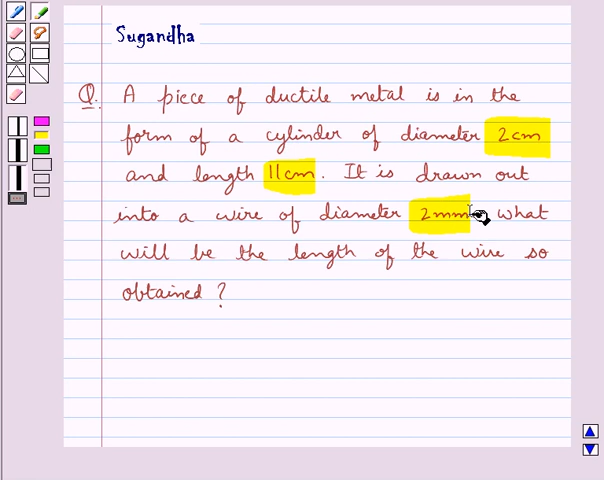 Sugandha
Q. A piece of ductile metal is in the
form of a cylinder of diameter 2cm
and length 11cm. It is drawn out
into a wire of diameter 2mm. what
will be the length of the wire so
obtained?